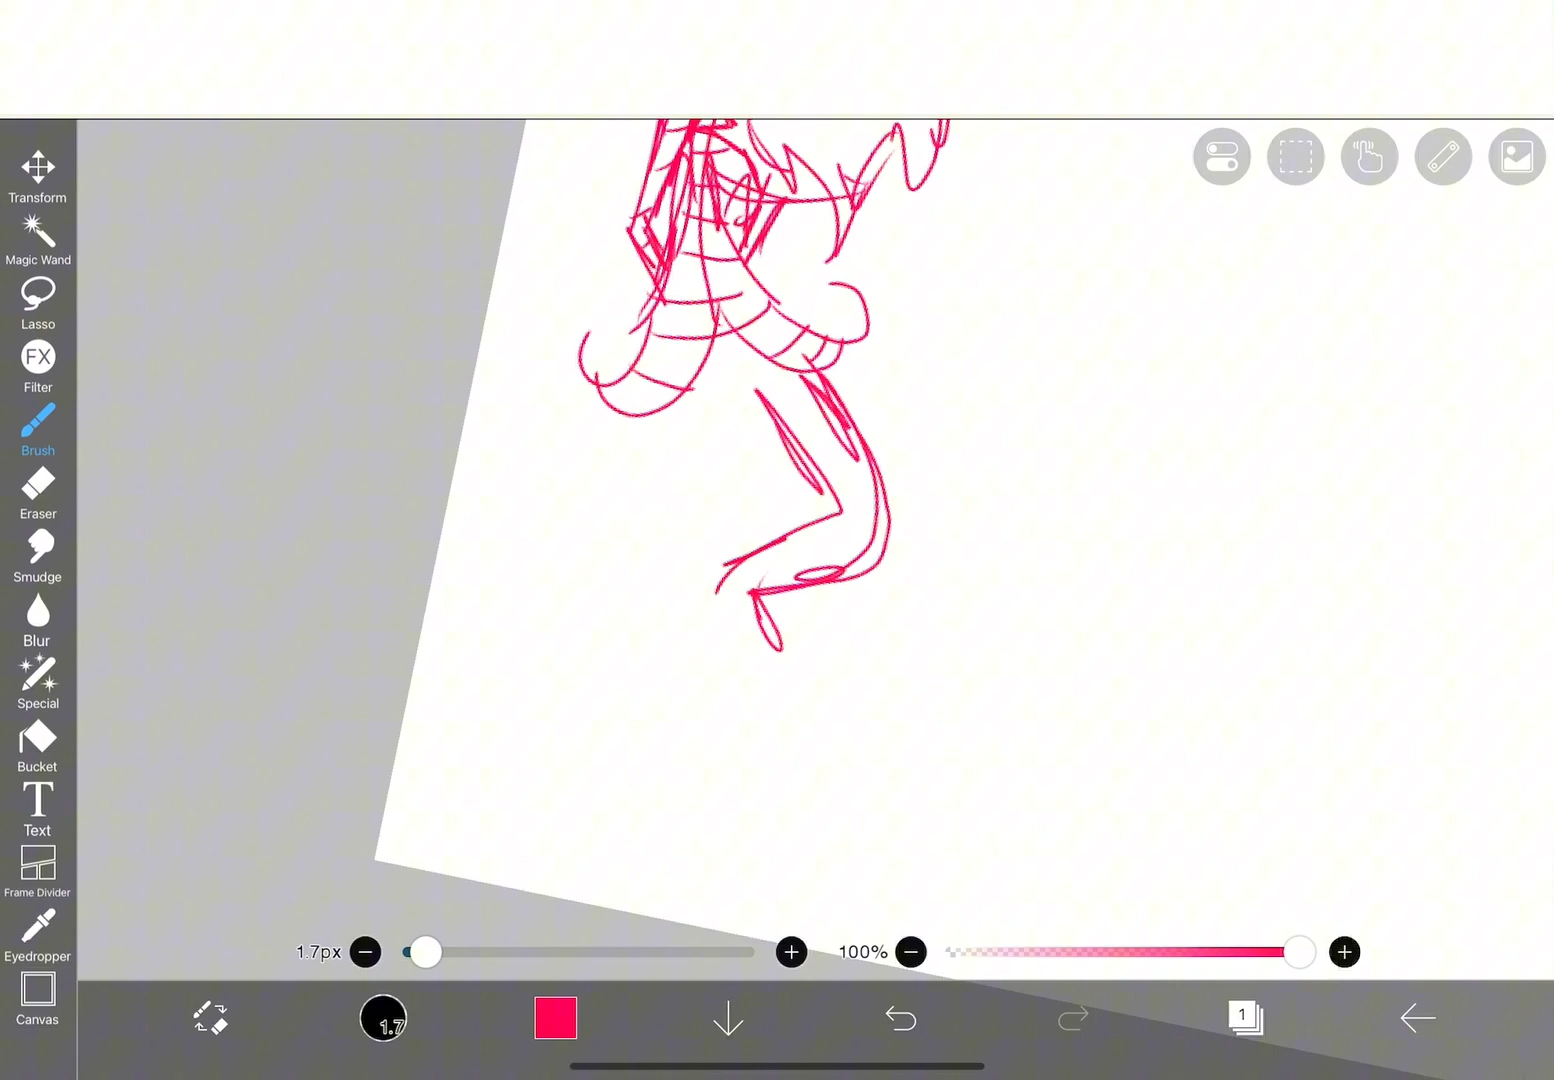 Transform
Magic Wand
Lasso
FX
Filter
Brush
Eraser
Smudge
Blur
Special
Bucket
T
Text
Frame Divider
Eyedropper
Canvas
1.7px
100%
1.7
1